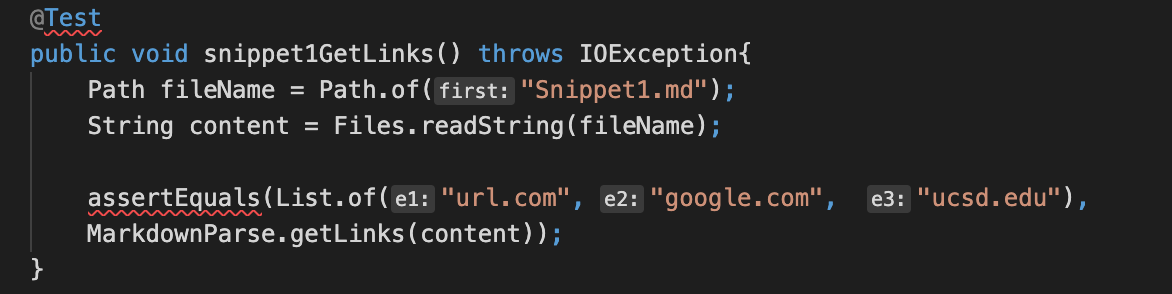 @Test
public void snippet1GetLinks() throws IOException{
    Path fileName = Path.of(first: "Snippet1.md");
    String content = Files.readString(fileName);

    assertEquals(List.of(e1: "url.com", e2: "google.com",  e3: "ucsd.edu"),
    MarkdownParse.getLinks(content));
}